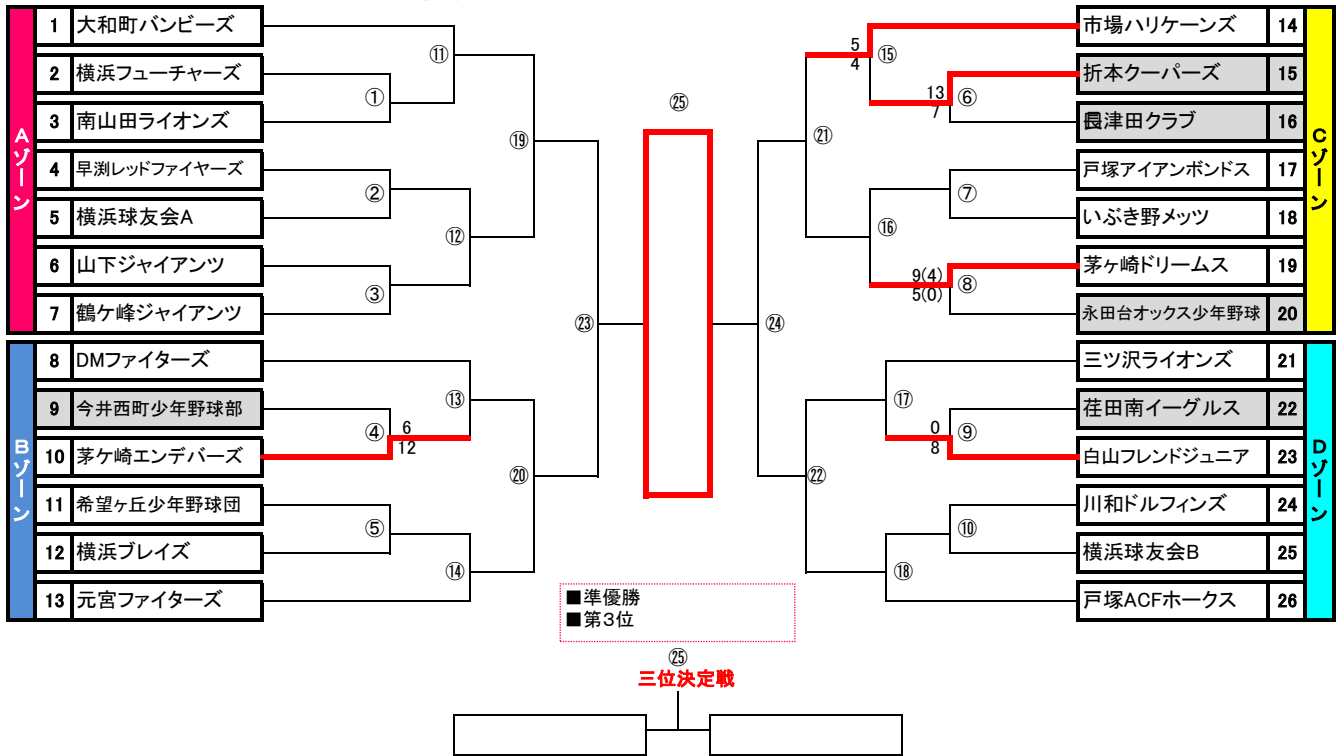 Aゾーン
1 大和町バンビーズ
2 横浜フューチャーズ
3 南山田ライオンズ
4 早渕レッドファイヤーズ
5 横浜球友会A
6 山下ジャイアンツ
7 鶴ケ峰ジャイアンツ
Bゾーン
8 DMファイターズ
9 今井西町少年野球部
10 茅ケ崎エンデバーズ
11 希望ヶ丘少年野球団
12 横浜ブレイズ
13 元宮ファイターズ
⑪
①
②
⑫
③
⑲
⑬
④ 6
12
⑤
⑭
⑳
㉓
㉕
㉔
㉑
㉒
5
4
⑮
13
7
⑥
⑦
⑯
9(4)
5(0)
⑧
⑰
0
8
⑨
⑩
⑱
市場ハリケーンズ 14
折本クーパーズ 15
長津田クラブ 16
戸塚アイアンボンドス 17
いぶき野メッツ 18
茅ヶ崎ドリームス 19
永田台オックス少年野球 20
Cゾーン
三ツ沢ライオンズ 21
荏田南イーグルス 22
白山フレンドジュニア 23
川和ドルフィンズ 24
横浜球友会B 25
戸塚ACFホークス 26
Dゾーン
■準優勝
■第3位
㉕
三位決定戦